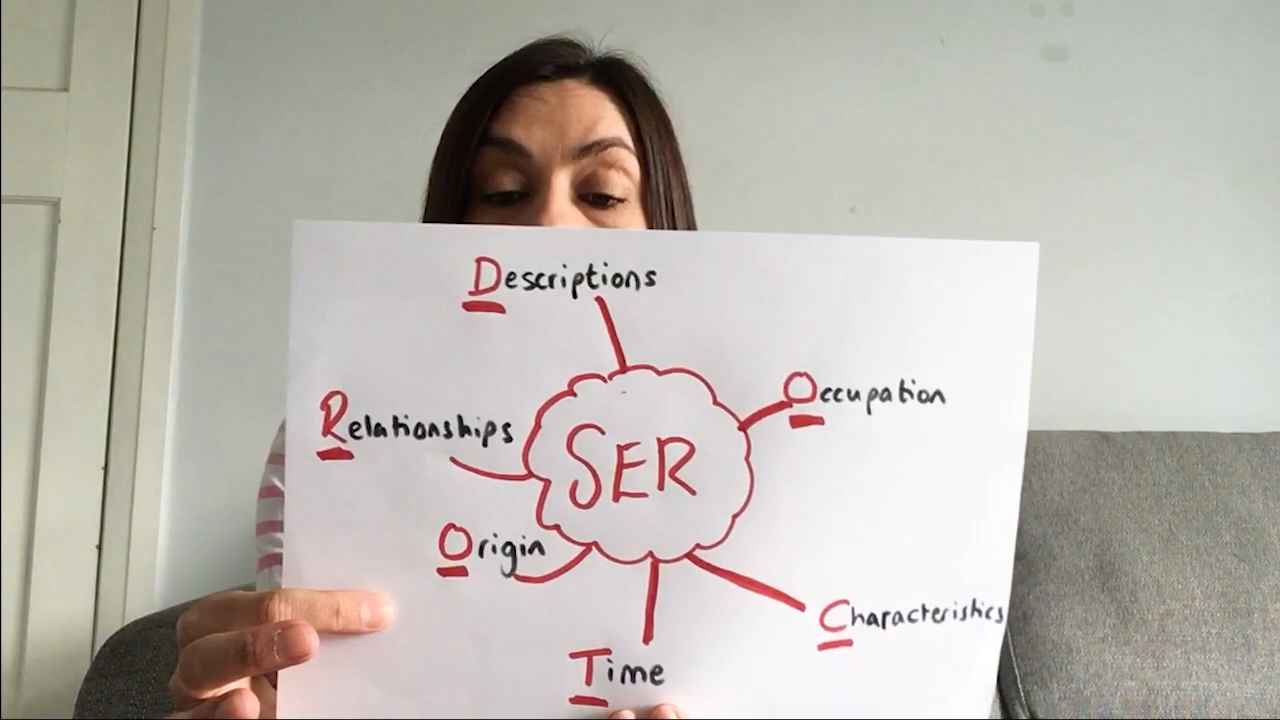 Descriptions
Occupation
Characteristics
Time
Origin
Relationships
SER